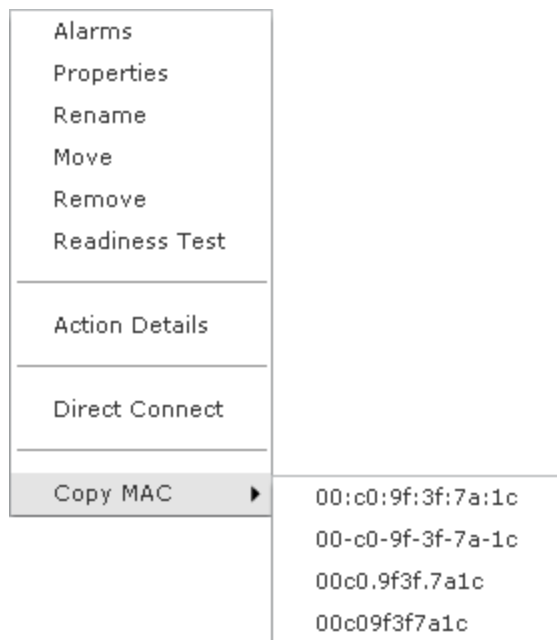 Alarms
Properties
Rename
Move
Remove
Readiness Test
Action Details
Direct Connect
Copy MAC
00:c0:9f:3f:7a:1c
00-c0-9f-3f-7a-1c
00c0.9f3f.7a1c
00c09f3f7a1c